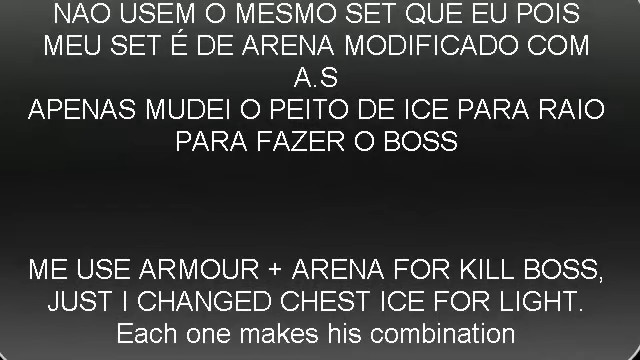 NAO USEM O MESMO SET QUE EU POIS
MEU SET É DE ARENA MODIFICADO COM
A.S
APENAS MUDEI O PEITO DE ICE PARA RAIO
PARA FAZER O BOSS
ME USE ARMOUR + ARENA FOR KILL BOSS,
JUST I CHANGED CHEST ICE FOR LIGHT.
Each one makes his combination